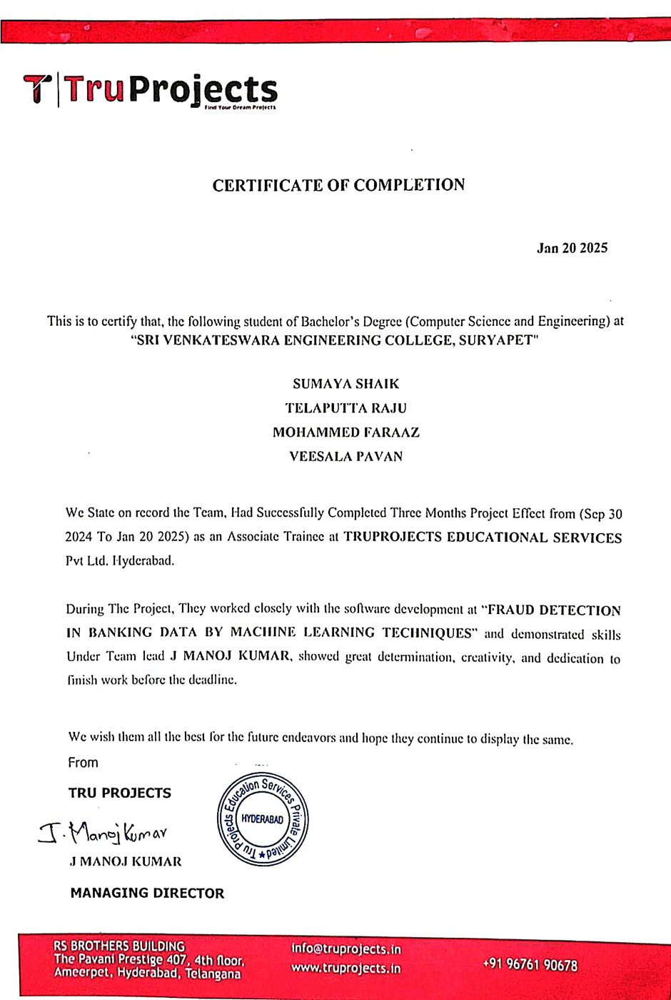 T TruProjects
Find Your Dream Projects
CERTIFICATE OF COMPLETION
Jan 20 2025
This is to certify that, the following student of Bachelor's Degree (Computer Science and Engineering) at
“SRI VENKATESWARA ENGINEERING COLLEGE, SURYAPET"
SUMAYA SHAIK
TELAPUTTA RAJU
MOHAMMED FARAAZ
VEESALA PAVAN
We State on record the Team, Had Successfully Completed Three Months Project Effect from (Sep 30
2024 To Jan 20 2025) as an Associate Trainee at TRUPROJECTS EDUCATIONAL SERVICES
Pvt Ltd. Hyderabad.
During The Project, They worked closely with the software development at “FRAUD DETECTION
IN BANKING DATA BY MACHINE LEARNING TECHNIQUES” and demonstrated skills
Under Team lead J MANOJ KUMAR, showed great determination, creativity, and dedication to
finish work before the deadline.
We wish them all the best for the future endeavors and hope they continue to display the same.
From
TRU PROJECTS
Tru Projects Education Services Private Limited ★
HYDERABAD
J. Manoj Kumar
J MANOJ KUMAR
MANAGING DIRECTOR
RS BROTHERS BUILDING
The Pavani Prestige 407, 4th floor,
Ameerpet, Hyderabad, Telangana
info@truprojects.in
www.truprojects.in
+91 96761 90678